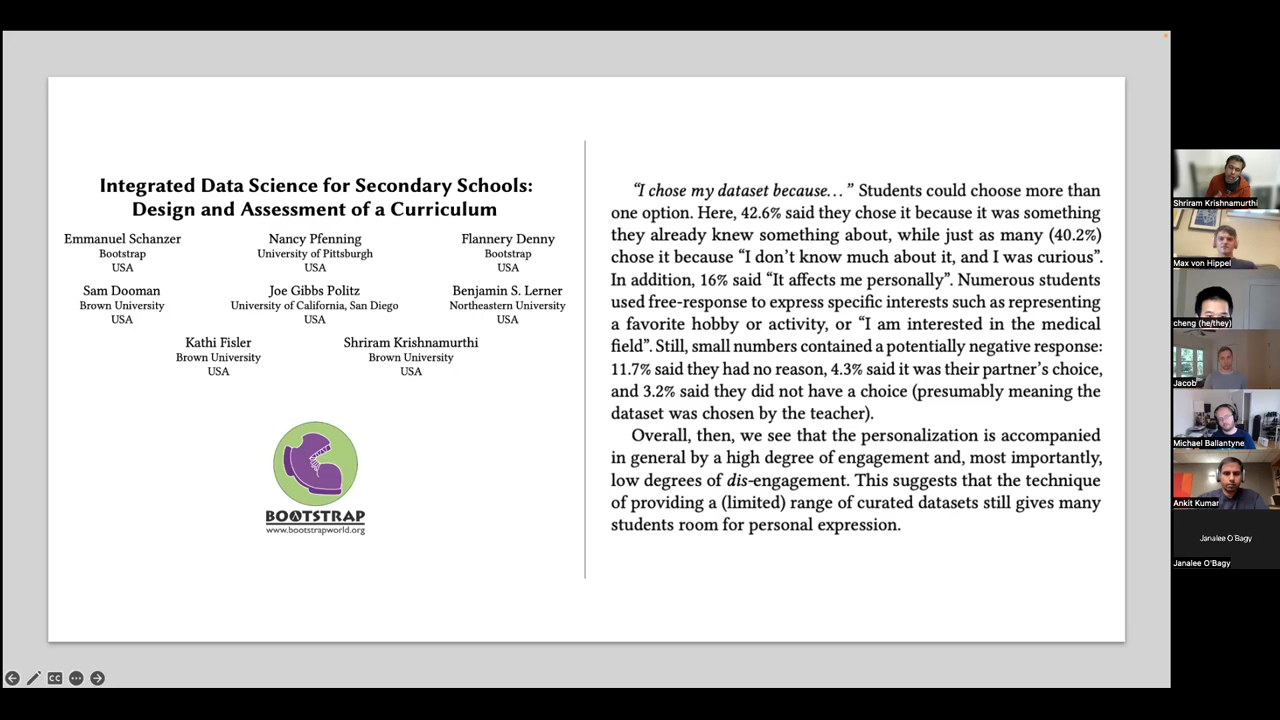 Integrated Data Science for Secondary Schools:
Design and Assessment of a Curriculum
Emmanuel Schanzer
Bootstrap
USA
Nancy Pfenning
University of Pittsburgh
USA
Flannery Denny
Bootstrap
USA
Sam Dooman
Brown University
USA
Joe Gibbs Politz
University of California, San Diego
USA
Benjamin S. Lerner
Northeastern University
USA
Kathi Fisler
Brown University
USA
Shriram Krishnamurthi
Brown University
USA
BOOTSTRAP
www.bootstrapworld.org
“I chose my dataset because…” Students could choose more than
one option. Here, 42.6% said they chose it because it was something
they already knew something about, while just as many (40.2%)
chose it because “I don’t know much about it, and I was curious”.
In addition, 16% said “It affects me personally”. Numerous students
used free-response to express specific interests such as representing
a favorite hobby or activity, or “I am interested in the medical
field”. Still, small numbers contained a potentially negative response:
11.7% said they had no reason, 4.3% said it was their partner’s choice,
and 3.2% said they did not have a choice (presumably meaning the
dataset was chosen by the teacher).
Overall, then, we see that the personalization is accompanied
in general by a high degree of engagement and, most importantly,
low degrees of dis-engagement. This suggests that the technique
of providing a (limited) range of curated datasets still gives many
students room for personal expression.
CC
Shriram Krishnamurthi
Max von Hippel
cheng (he/they)
Jacob
Michael Ballantyne
Ankit Kumar
Janalee O Bagy
Janalee O'Bagy